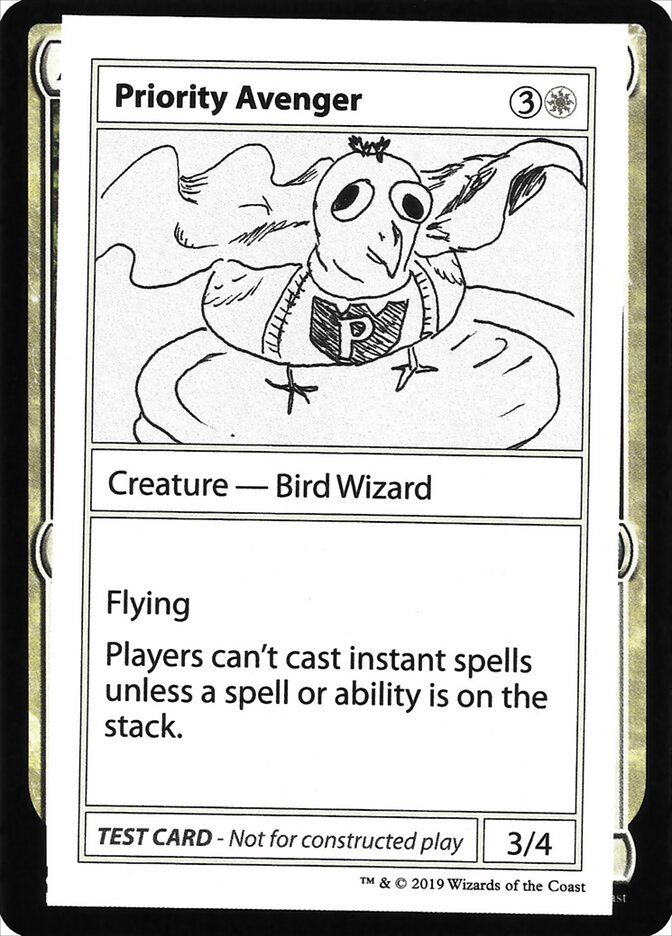 Priority Avenger 3
P
Creature — Bird Wizard
Flying
Players can't cast instant spells
unless a spell or ability is on the
stack.
TEST CARD - Not for constructed play 3/4
™ & © 2019 Wizards of the Coast